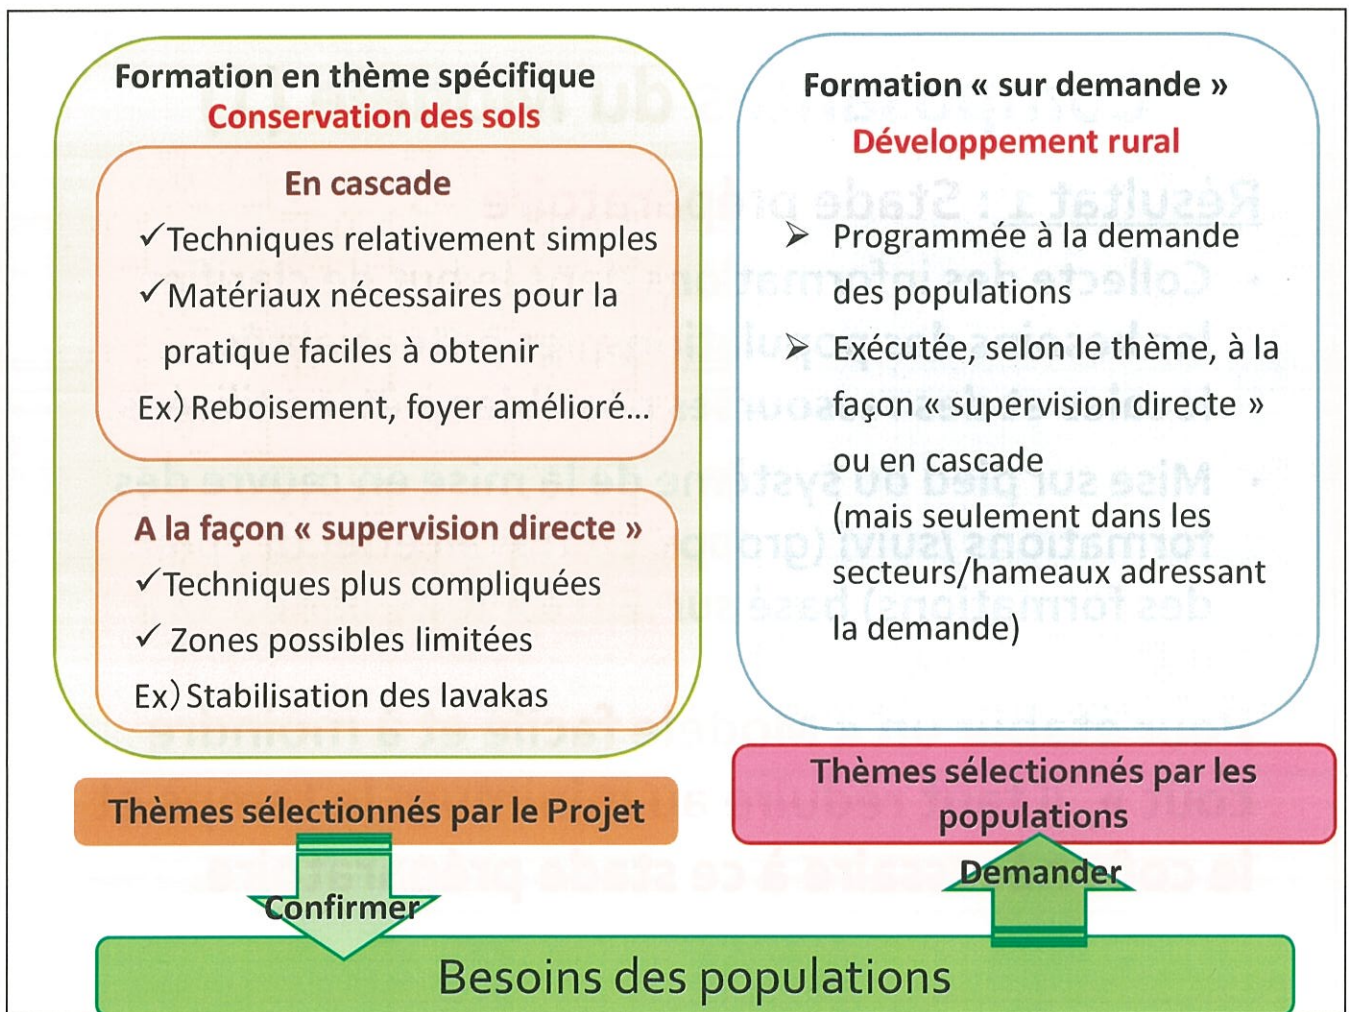 Formation en thème spécifique
Conservation des sols
En cascade
✓Techniques relativement simples
✓Matériaux nécessaires pour la
pratique faciles à obtenir
Ex) Reboisement, foyer amélioré...
A la façon « supervision directe »
✓Techniques plus compliquées
✓ Zones possibles limitées
Ex) Stabilisation des lavakas
Thèmes sélectionnés par le Projet
Confirmer
Formation « sur demande »
Développement rural
➢ Programmée à la demande
des populations
➢ Exécutée, selon le thème, à la
façon « supervision directe »
ou en cascade
(mais seulement dans les
secteurs/hameaux adressant
la demande)
Thèmes sélectionnés par les
populations
Demander
Besoins des populations